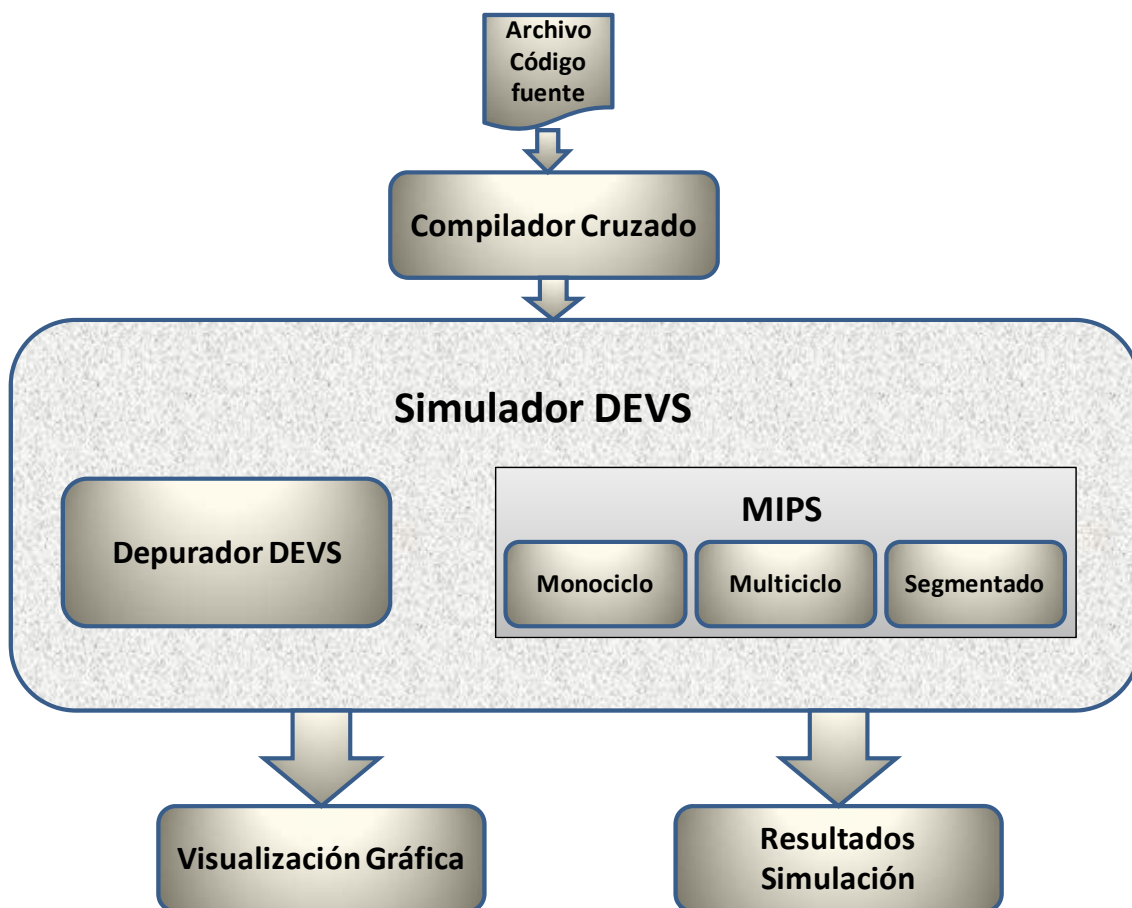 Archivo
Código
fuente
Compilador Cruzado
Simulador DEVS
Depurador DEVS
MIPS
Monociclo
Multiciclo
Segmentado
Visualización Gráfica
Resultados
Simulación